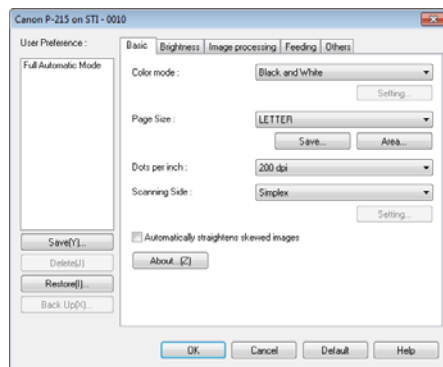 Canon P-215 on STI - 0010
User Preference :
Full Automatic Mode
Save(Y)...
Delete(J)
Restore(I)...
Back Up(X)...
Basic
Brightness
Image processing
Feeding
Others
Color mode :
Black and White
Setting...
Page Size :
LETTER
Save...
Area...
Dots per inch :
200 dpi
Scanning Side :
Simplex
Setting...
Automatically straightens skewed images
About...(Z)
OK
Cancel
Default
Help